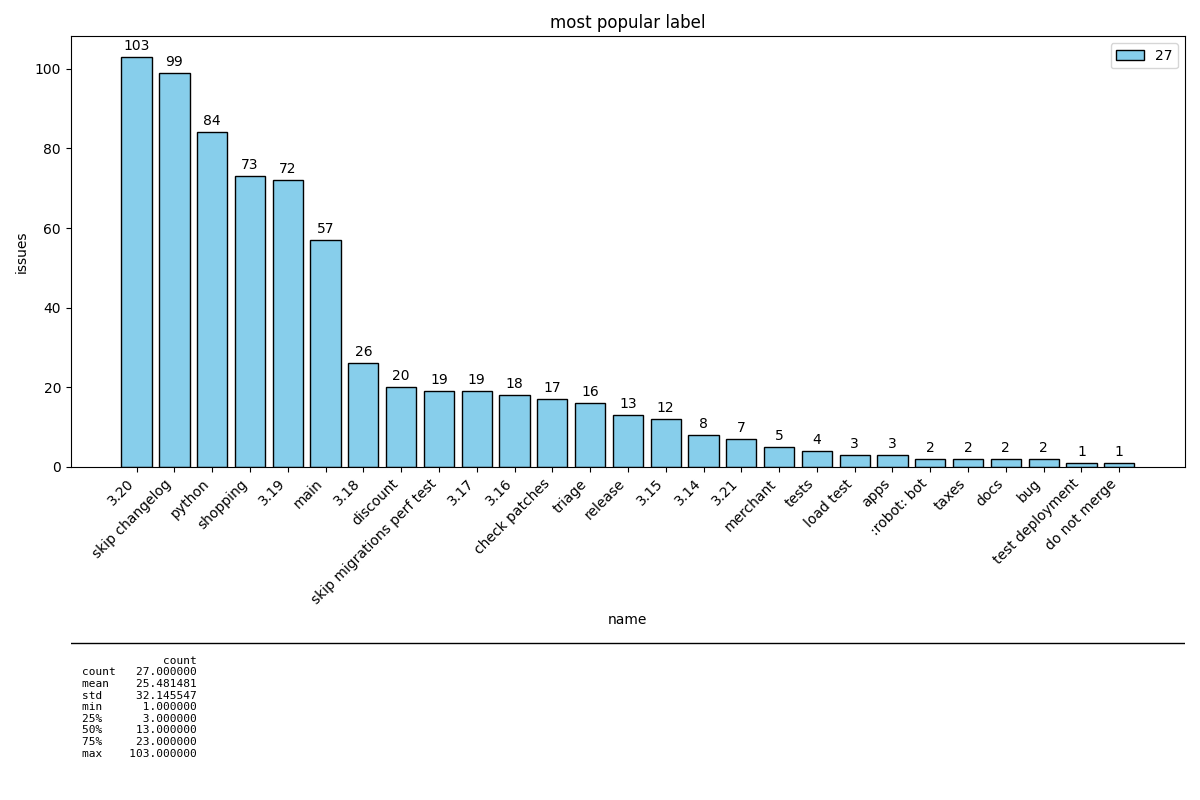 most popular label
27
103
99
84
73
72
57
26
20
19
19
18
17
16
13
12
8
7
5
4
3
3
2
2
2
2
1
1
100
80
60
40
20
0
issues
3.20
skip changelog
python
shopping
3.19
main
3.18
discount
skip migrations perf test
3.17
3.16
check patches
triage
release
3.15
3.14
3.21
merchant
tests
load test
apps
:robot: bot
taxes
docs
bug
test deployment
do not merge
name
count
count 27.000000
mean 25.481481
std 32.145547
min 1.000000
25% 3.000000
50% 13.000000
75% 23.000000
max 103.000000